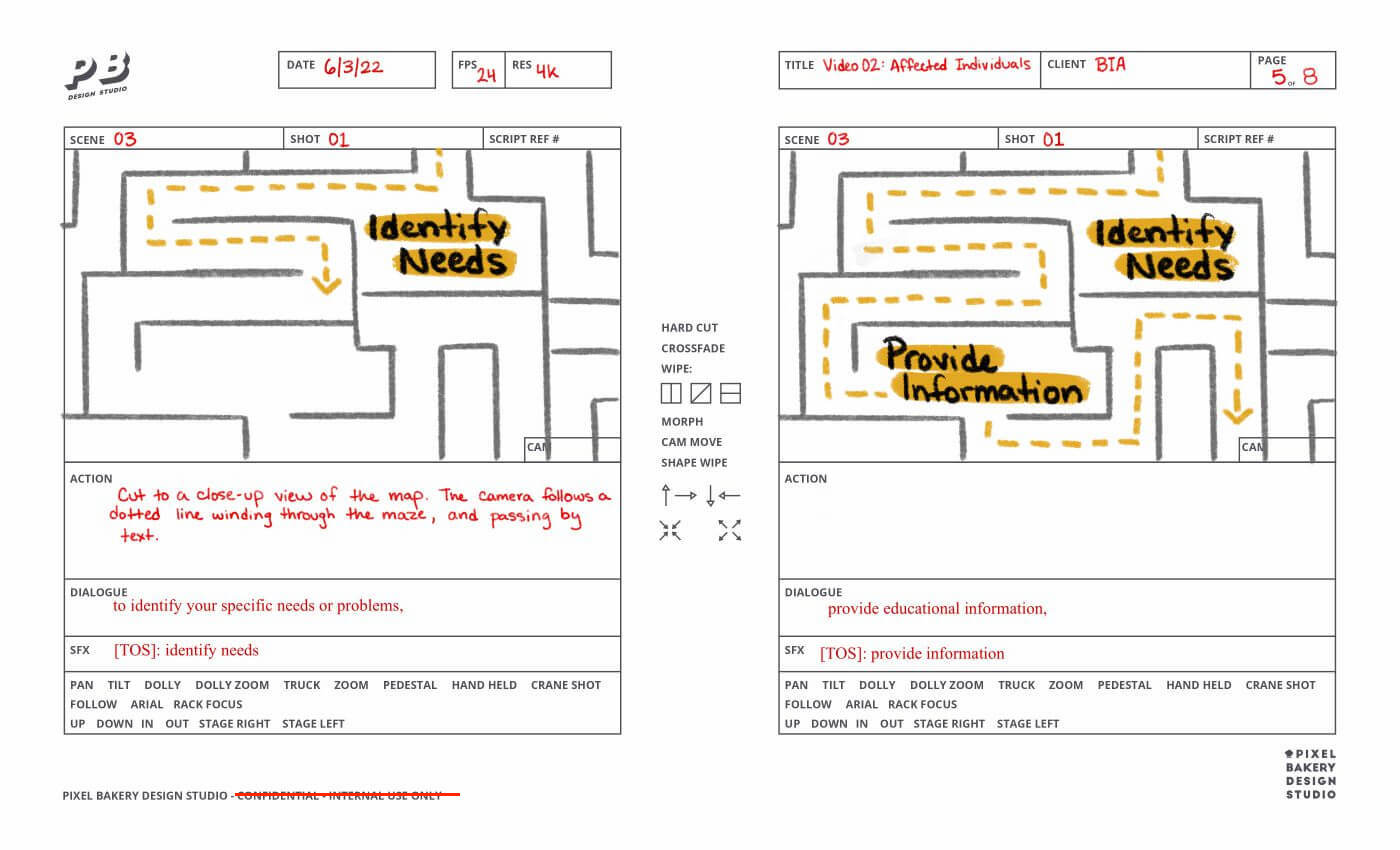 PB
DESIGN STUDIO
DATE 6/3/22
FPS 24
RES 4K
TITLE Video 02: Affected Individuals
CLIENT BIA
PAGE
5 OF 8
SCENE 03
SHOT 01
SCRIPT REF #
Identify
Needs
CAM
ACTION
Cut to a close-up view of the map. The camera follows a
dotted line winding through the maze, and passing by
text.
DIALOGUE
to identify your specific needs or problems,
SFX [TOS]: identify needs
PAN TILT DOLLY DOLLY ZOOM TRUCK ZOOM PEDESTAL HAND HELD CRANE SHOT
FOLLOW ARIAL RACK FOCUS
UP DOWN IN OUT STAGE RIGHT STAGE LEFT
HARD CUT
CROSSFADE
WIPE:
MORPH
CAM MOVE
SHAPE WIPE
SCENE 03
SHOT 01
SCRIPT REF #
Identify
Needs
Provide
Information
CAM
ACTION
DIALOGUE
provide educational information,
SFX [TOS]: provide information
PAN TILT DOLLY DOLLY ZOOM TRUCK ZOOM PEDESTAL HAND HELD CRANE SHOT
FOLLOW ARIAL RACK FOCUS
UP DOWN IN OUT STAGE RIGHT STAGE LEFT
PIXEL BAKERY DESIGN STUDIO - CONFIDENTIAL - INTERNAL USE ONLY
PIXEL
BAKERY
DESIGN
STUDIO